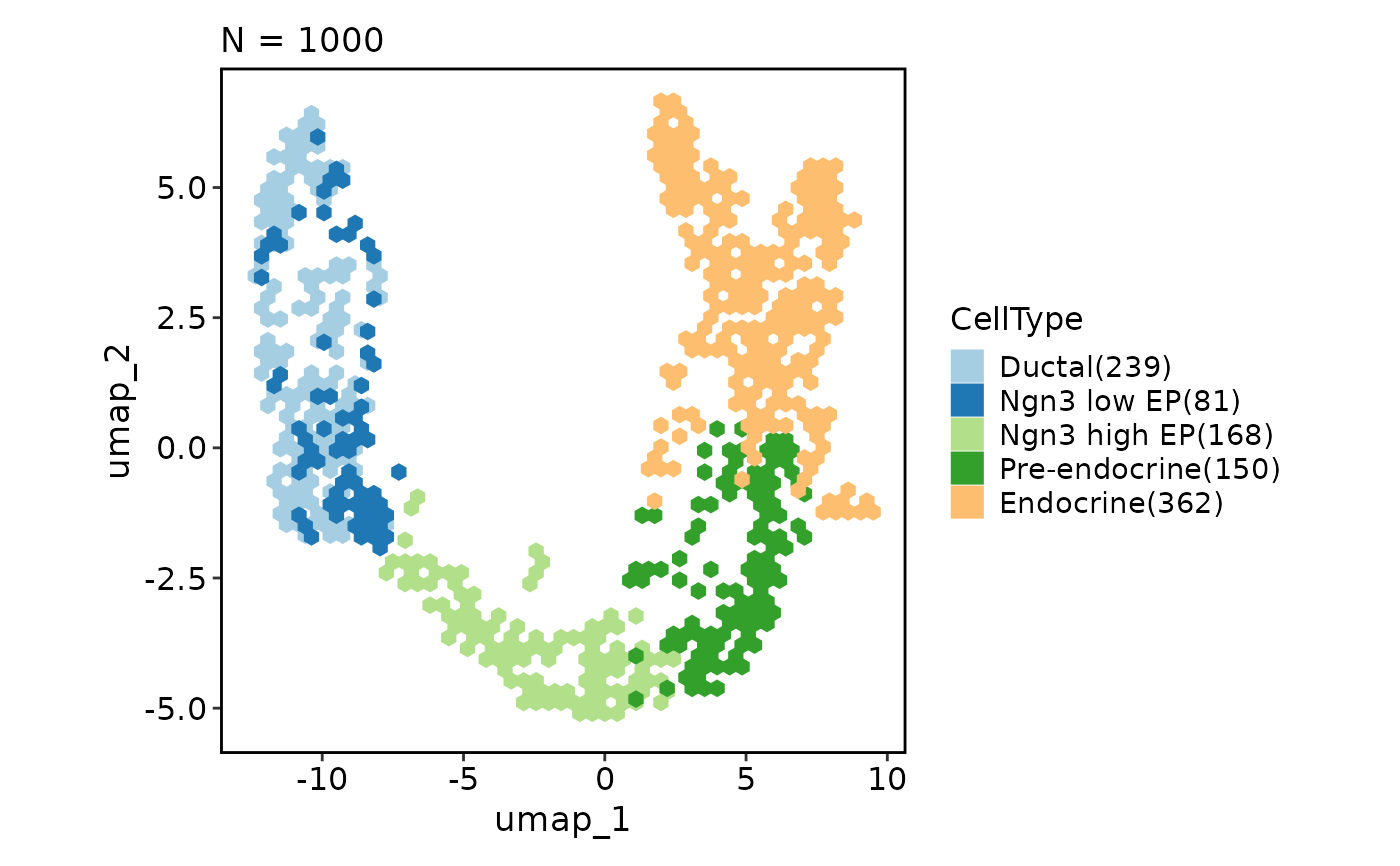 N = 1000
umap_2
5.0
2.5
0.0
-2.5
-5.0
-10
-5
0
5
10
umap_1
CellType
Ductal(239)
Ngn3 low EP(81)
Ngn3 high EP(168)
Pre-endocrine(150)
Endocrine(362)